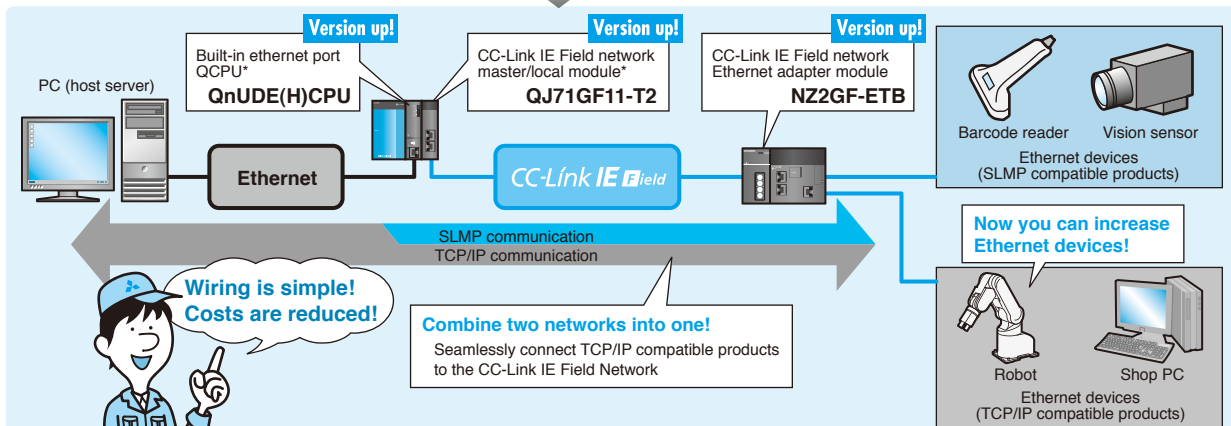 Version up!
Version up!
Version up!
Built-in ethernet port
QCPU*
QnUDE(H)CPU
CC-Link IE Field network
master/local module*
QJ71GF11-T2
CC-Link IE Field network
Ethernet adapter module
NZ2GF-ETB
PC (host server)
Ethernet
CC-Link IE Field
Barcode reader
Vision sensor
Ethernet devices
(SLMP compatible products)
SLMP communication
TCP/IP communication
Now you can increase
Ethernet devices!
Wiring is simple!
Costs are reduced!
Combine two networks into one!
Seamlessly connect TCP/IP compatible products
to the CC-Link IE Field Network
Robot
Shop PC
Ethernet devices
(TCP/IP compatible products)